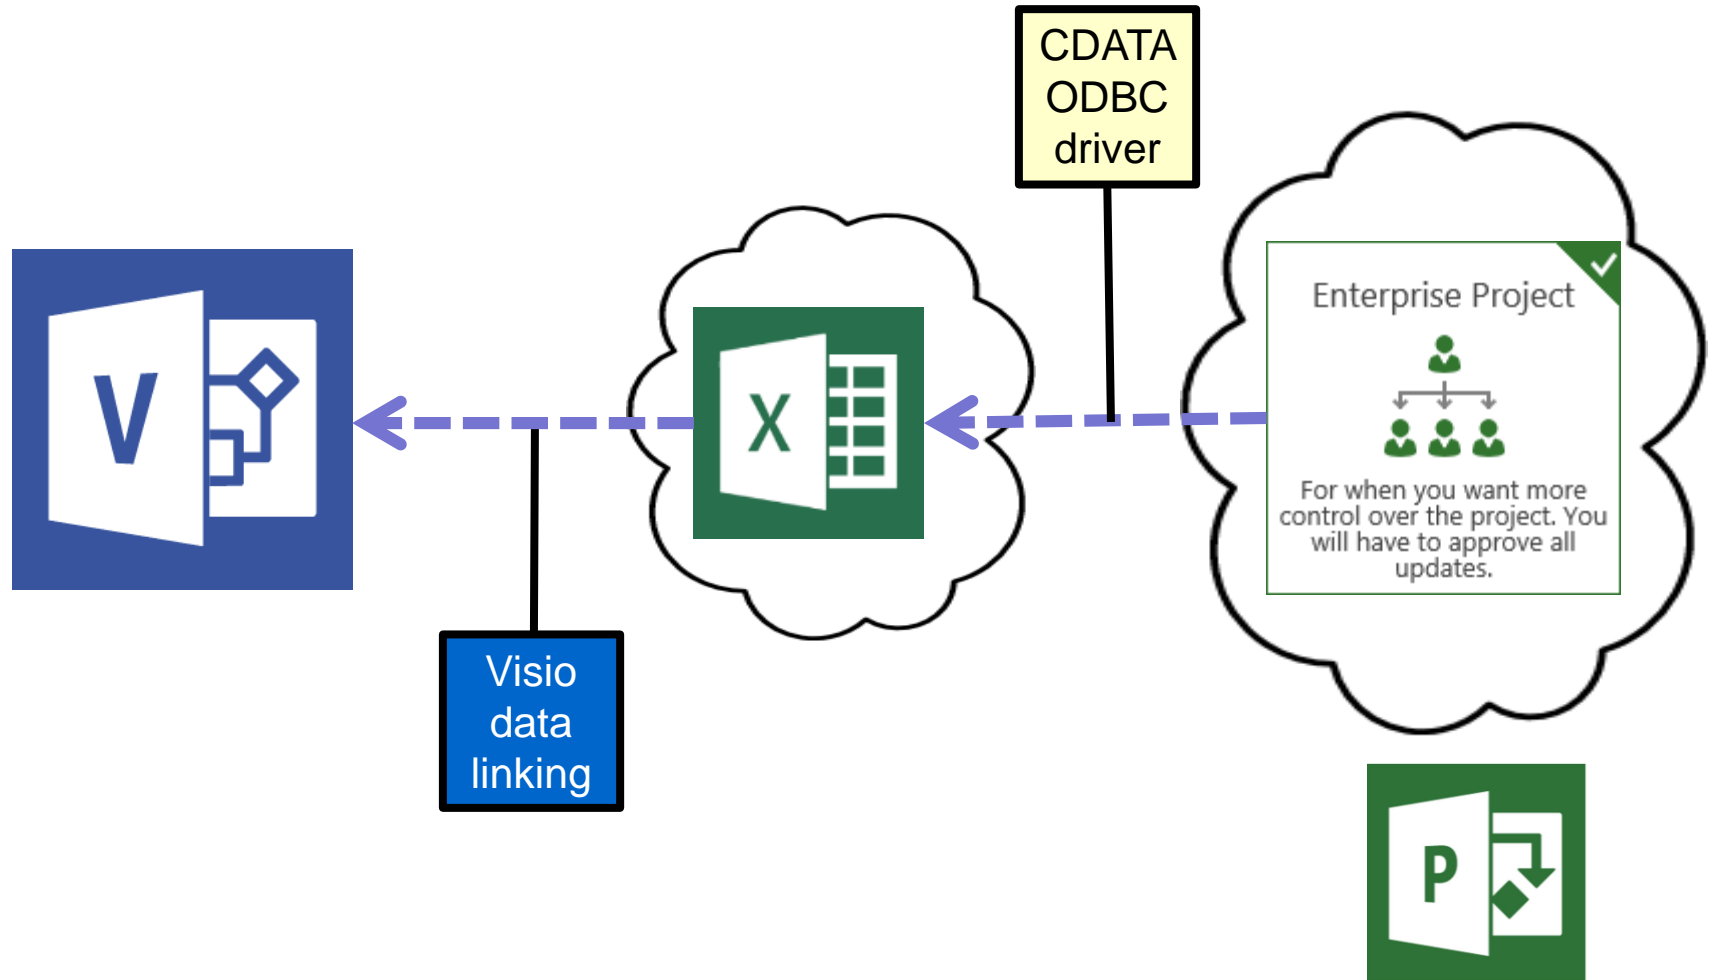 CDATA
ODBC
driver
Enterprise Project
V
X
For when you want more
control over the project. You
will have to approve all
updates.
Visio
data
linking
P